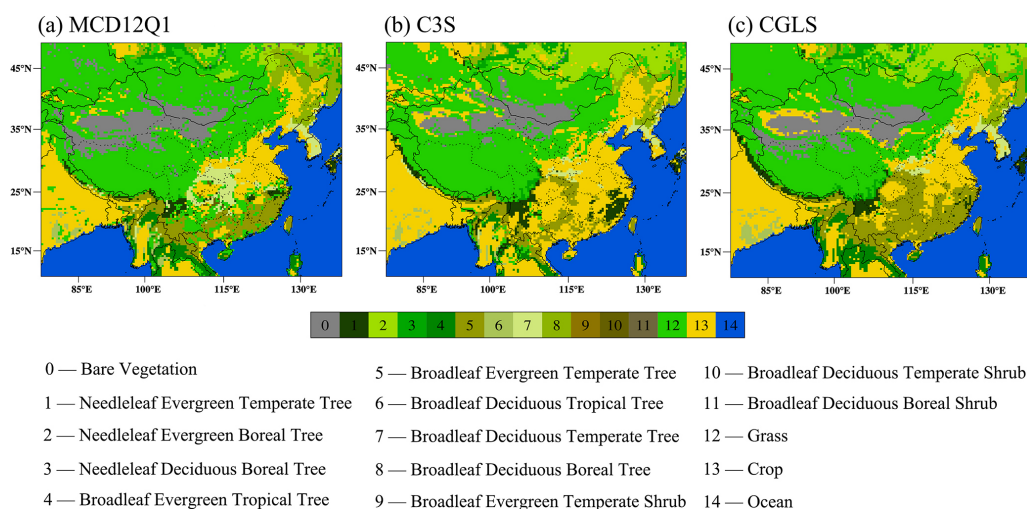 (a) MCD12Q1
(b) C3S
(c) CGLS
45°N
35°N
25°N
15°N
85°E
100°E
115°E
130°E
45°N
35°N
25°N
15°N
85°E
100°E
115°E
130°E
45°N
35°N
25°N
15°N
85°E
100°E
115°E
130°E
0 1 2 3 4 5 6 7 8 9 10 11 12 13 14
0 — Bare Vegetation
1 — Needleleaf Evergreen Temperate Tree
2 — Needleleaf Evergreen Boreal Tree
3 — Needleleaf Deciduous Boreal Tree
4 — Broadleaf Evergreen Tropical Tree
5 — Broadleaf Evergreen Temperate Tree
6 — Broadleaf Deciduous Tropical Tree
7 — Broadleaf Deciduous Temperate Tree
8 — Broadleaf Deciduous Boreal Tree
9 — Broadleaf Evergreen Temperate Shrub
10 — Broadleaf Deciduous Temperate Shrub
11 — Broadleaf Deciduous Boreal Shrub
12 — Grass
13 — Crop
14 — Ocean